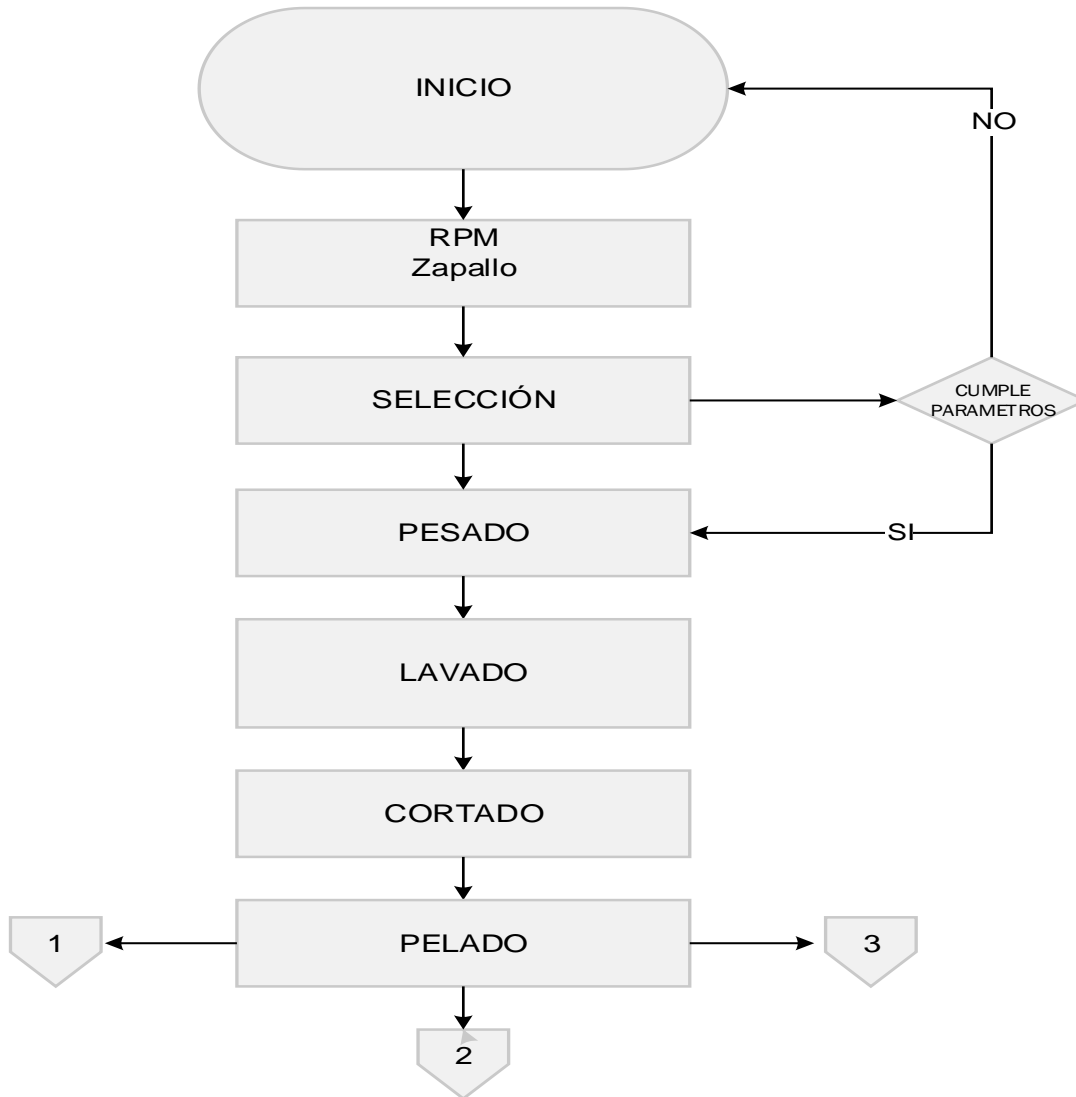 INICIO
NO
RPM
Zapallo
SELECCIÓN
CUMPLE
PARAMETROS
PESADO
SI
LAVADO
CORTADO
1
PELADO
3
2